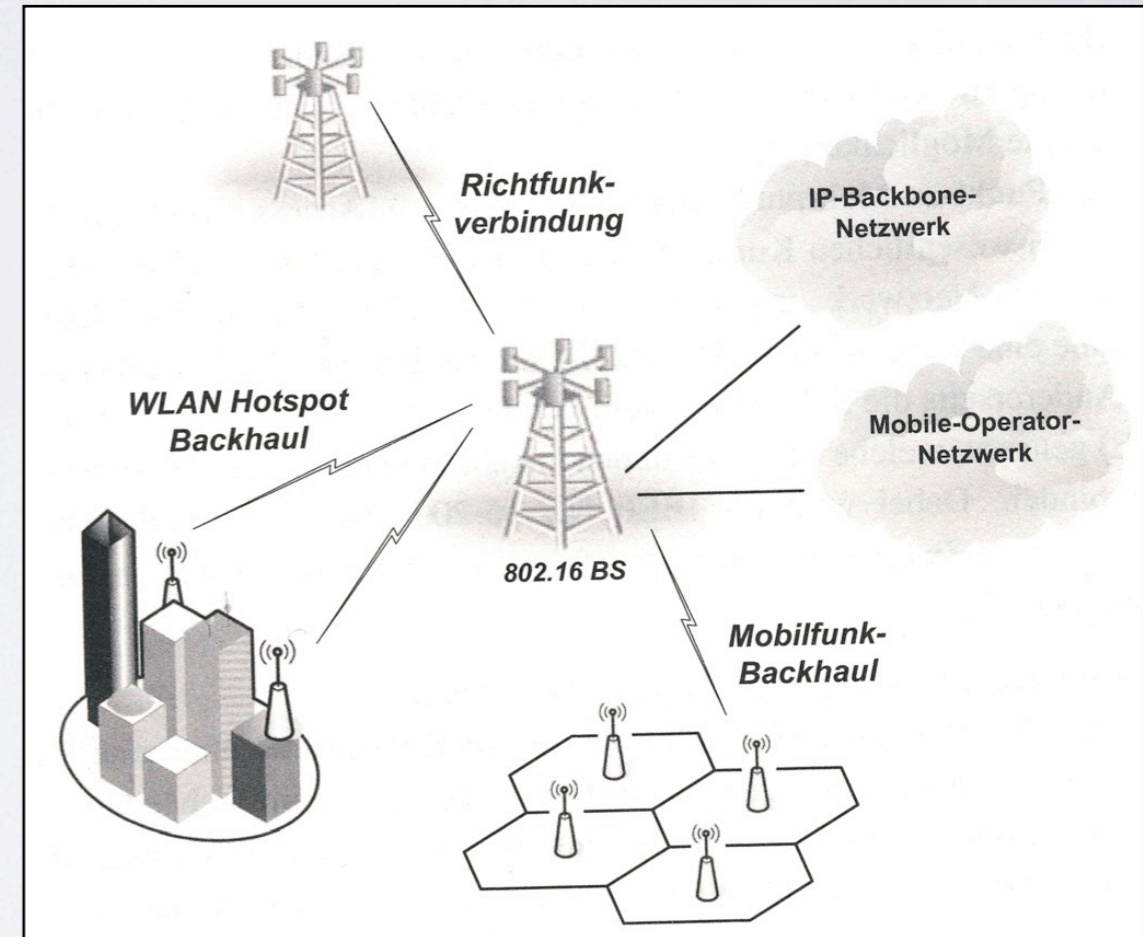 Richtfunk-
verbindung
IP-Backbone-
Netzwerk
WLAN Hotspot
Backhaul
Mobile-Operator-
Netzwerk
802.16 BS
Mobilfunk-
Backhaul